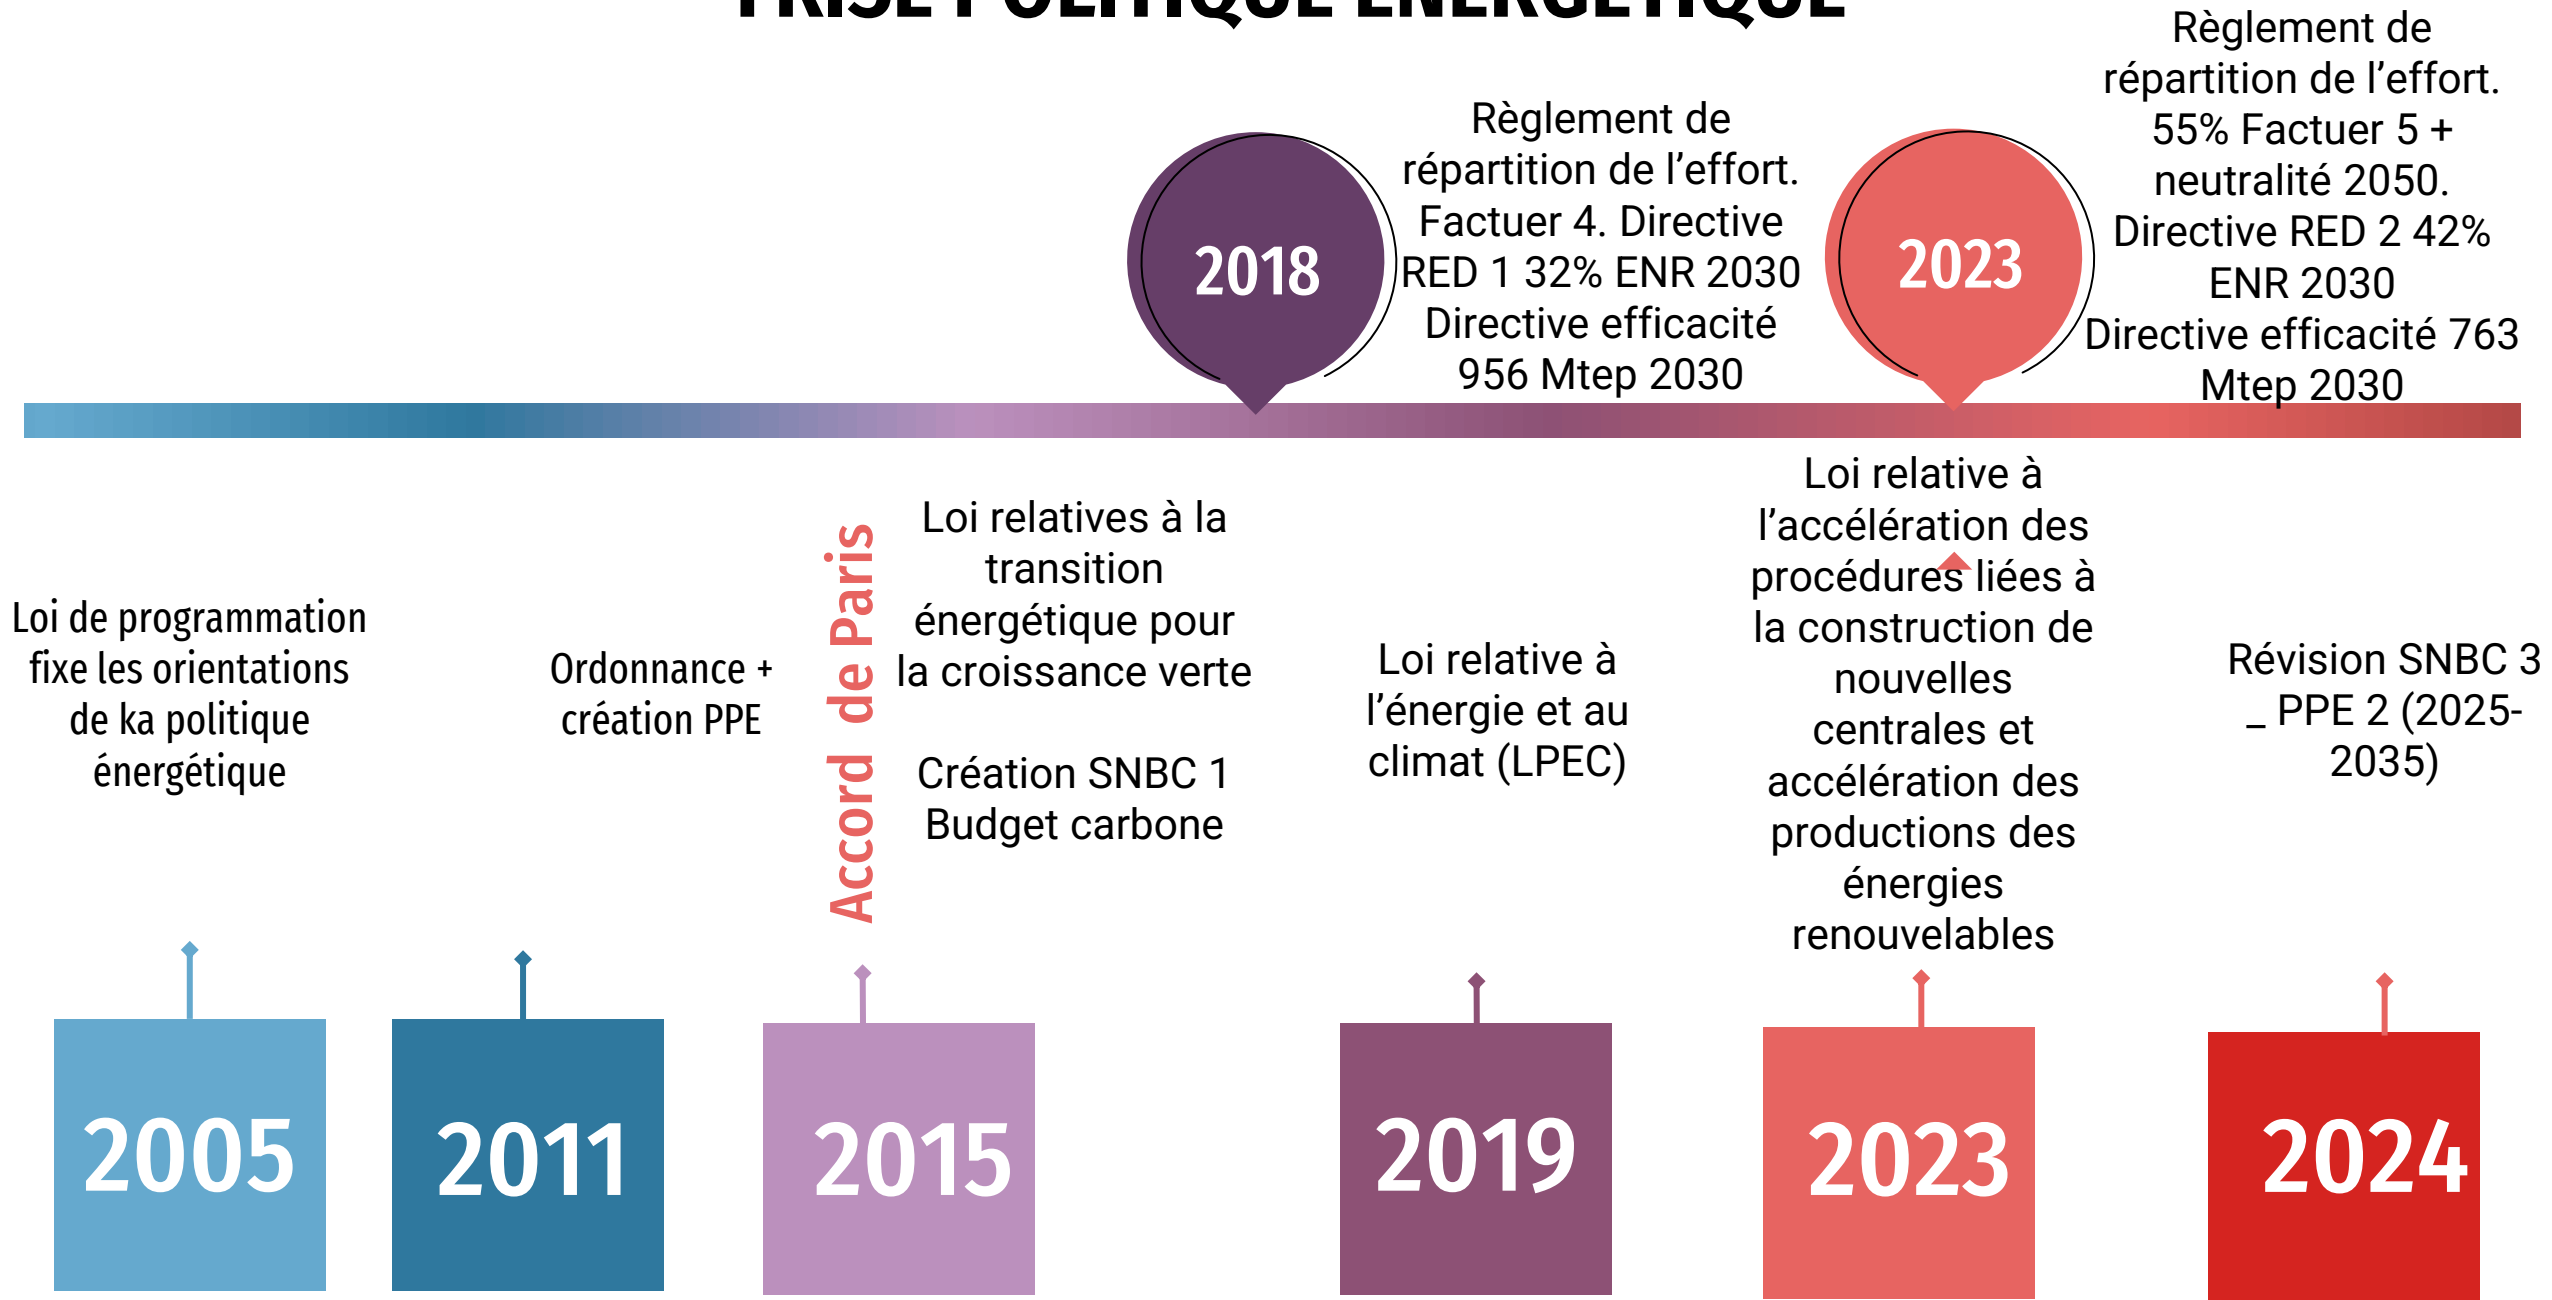 FRISE POLITIQUE ENERGETIQUE
2018
Règlement de
répartition de l’effort.
Factuer 4. Directive
RED 1 32% ENR 2030
Directive efficacité
956 Mtep 2030
2023
Règlement de
répartition de l’effort.
55% Factuer 5 +
neutralité 2050.
Directive RED 2 42%
ENR 2030
Directive efficacité 763
Mtep 2030
Loi de programmation
fixe les orientations
de ka politique
énergétique
2005
Ordonnance +
création PPE
2011
Accord de Paris
Loi relatives à la
transition
énergétique pour
la croissance verte
Création SNBC 1
Budget carbone
2015
Loi relative à
l’énergie et au
climat (LPEC)
2019
Loi relative à
l’accélération des
procédures liées à
la construction de
nouvelles
centrales et
accélération des
productions des
énergies
renouvelables
2023
Révision SNBC 3
_ PPE 2 (2025-
2035)
2024